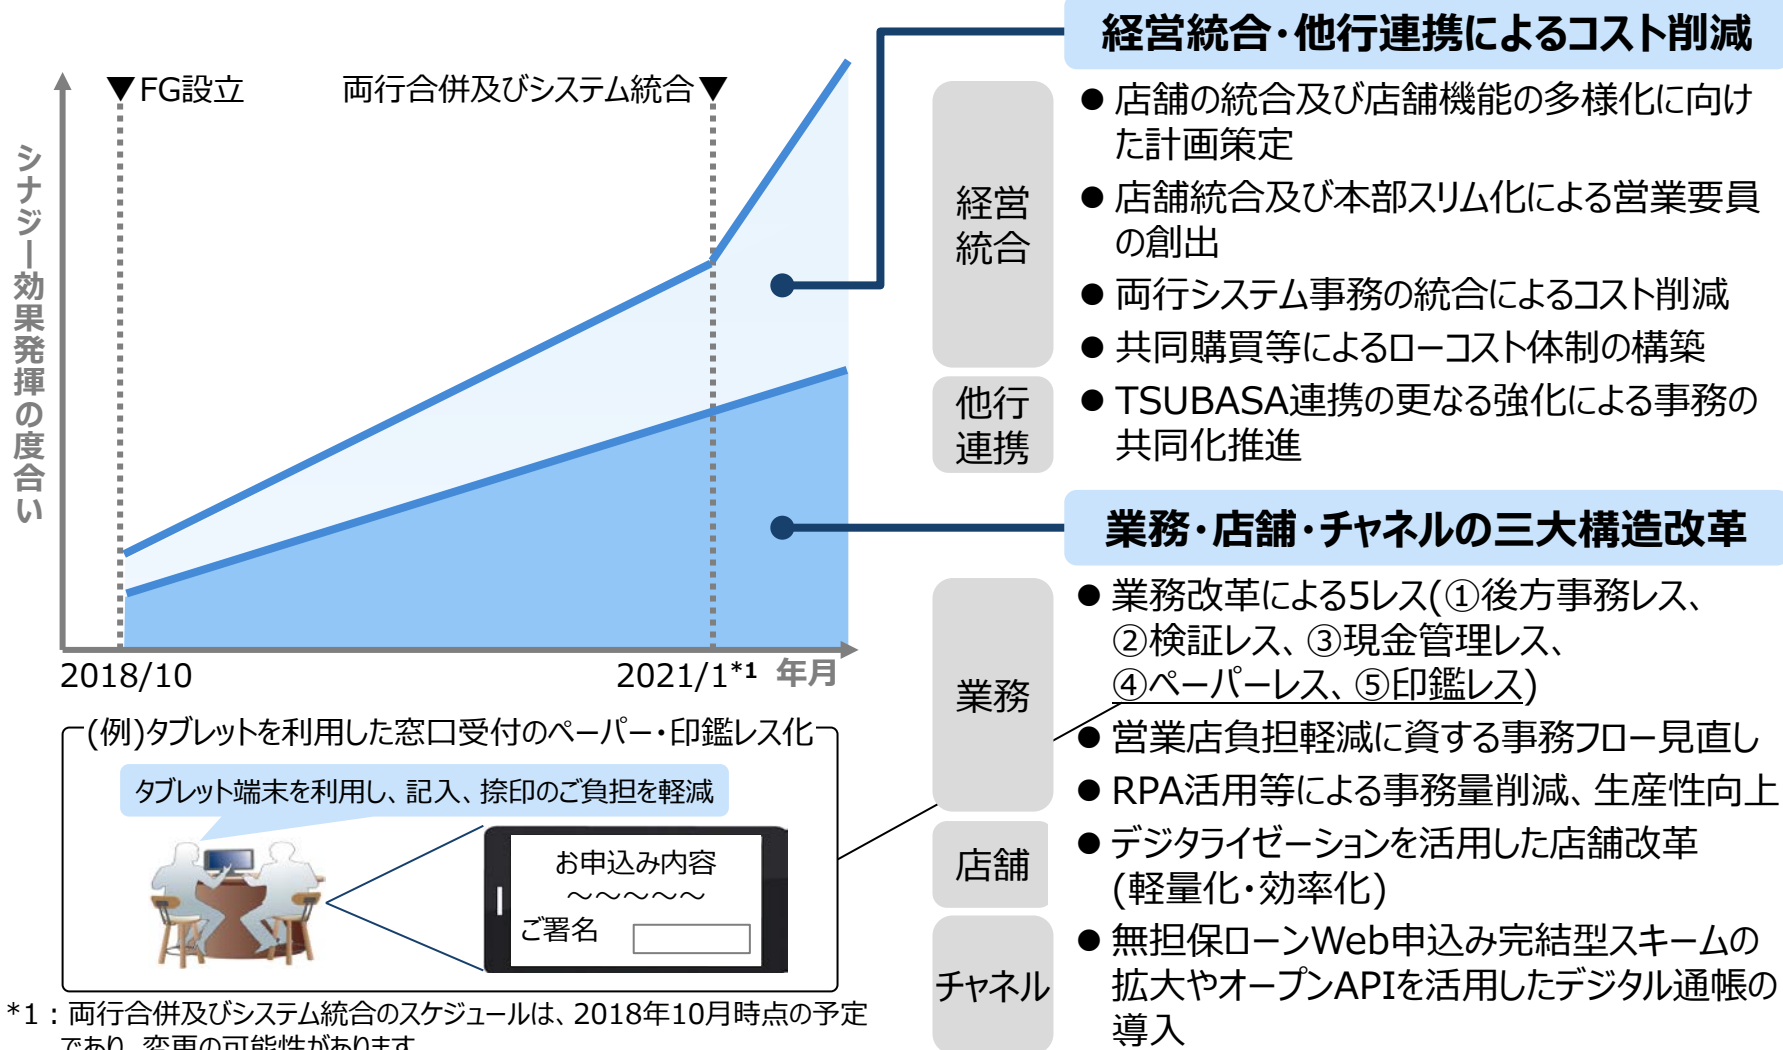 ▼FG設立
両行合併及びシステム統合▼
シナジー効果発揮の度合い
2018/10
2021/1*1
年月
(例)タブレットを利用した窓口受付のペーパー・印鑑レス化
タブレット端末を利用し、記入、捺印のご負担を軽減
お申込み内容
~~~~~
ご署名
*1:両行合併及びシステム統合のスケジュールは、2018年10月時点の予定
であり、変更の可能性があります
経営統合・他行連携によるコスト削減
経営
統合
● 店舗の統合及び店舗機能の多様化に向け
た計画策定
● 店舗統合及び本部スリム化による営業要員
の創出
● 両行システム事務の統合によるコスト削減
● 共同購買等によるローコスト体制の構築
他行
連携
● TSUBASA連携の更なる強化による事務の
共同化推進
業務・店舗・チャネルの三大構造改革
業務
● 業務改革による5レス(①後方事務レス、
②検証レス、③現金管理レス、
④ペーパーレス、⑤印鑑レス)
● 営業店負担軽減に資する事務フロー見直し
● RPA活用等による事務量削減、生産性向上
店舗
● デジタライゼーションを活用した店舗改革
(軽量化・効率化)
チャネル
● 無担保ローンWeb申込み完結型スキームの
拡大やオープンAPIを活用したデジタル通帳の
導入